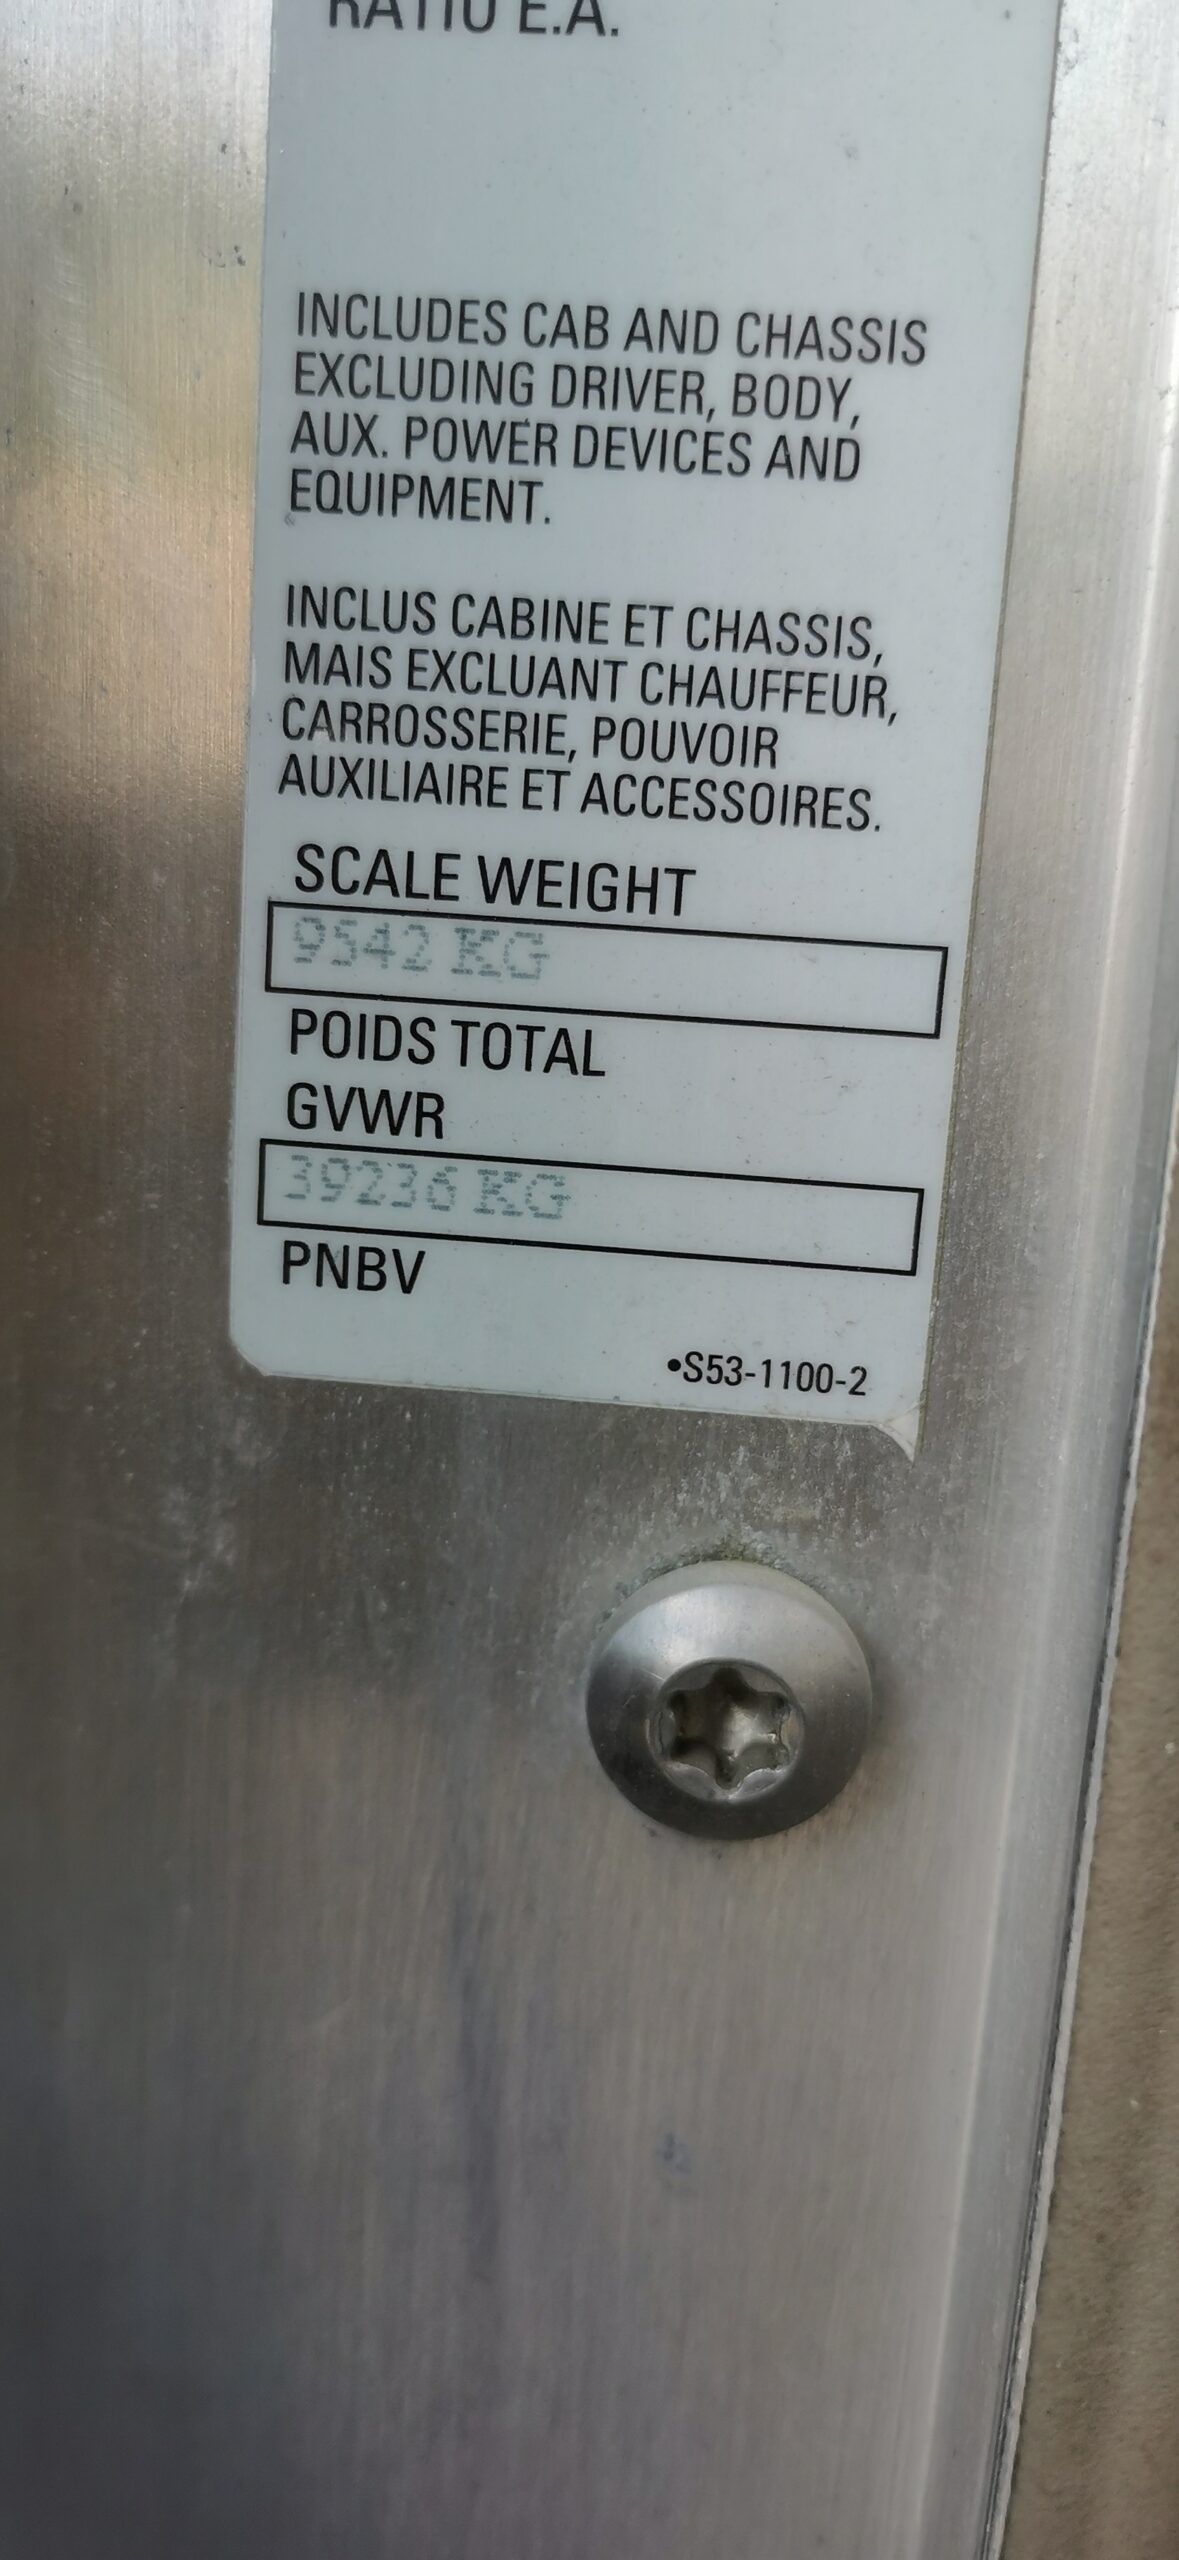 RATIO E.A.
INCLUDES CAB AND CHASSIS
EXCLUDING DRIVER, BODY,
AUX. POWER DEVICES AND
EQUIPMENT.
INCLUS CABINE ET CHASSIS,
MAIS EXCLUANT CHAUFFEUR,
CARROSSERIE, POUVOIR
AUXILIAIRE ET ACCESSOIRES.
SCALE WEIGHT
9542 KG
POIDS TOTAL
GVWR
39236 KG
PNBV
•S53-1100-2